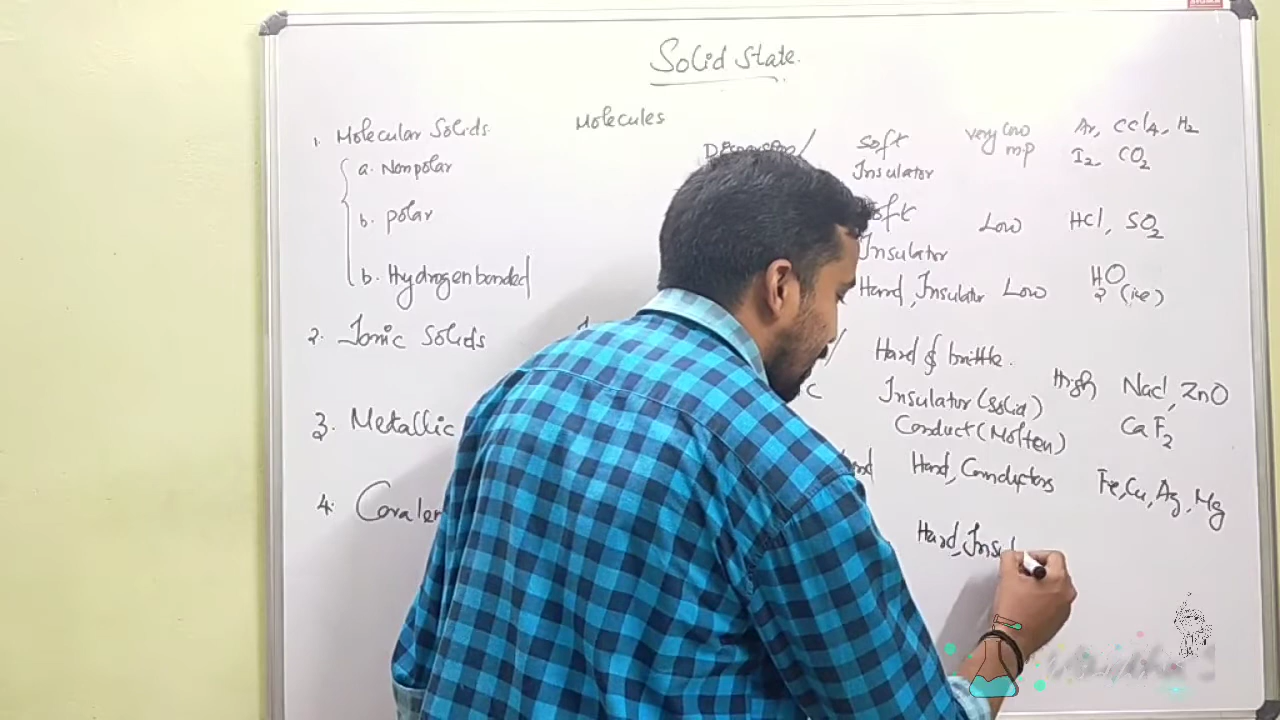 Solid State.
1. Molecular Solids Molecules
a. Nonpolar soft very low Ar, CCl4, H2
Insulator mp I2, CO2
b. polar soft Low HCl, SO2
Insulator
b. Hydrogen bonded Hard, Insulator Low H2O (ice)
2. Ionic Solids Hard & brittle.
Insulator (Solid) High NaCl, ZnO
Conduct (Molten) CaF2
3. Metallic Hard, Conductors Fe, Cu, Ag, Mg
4. Hard, Insul